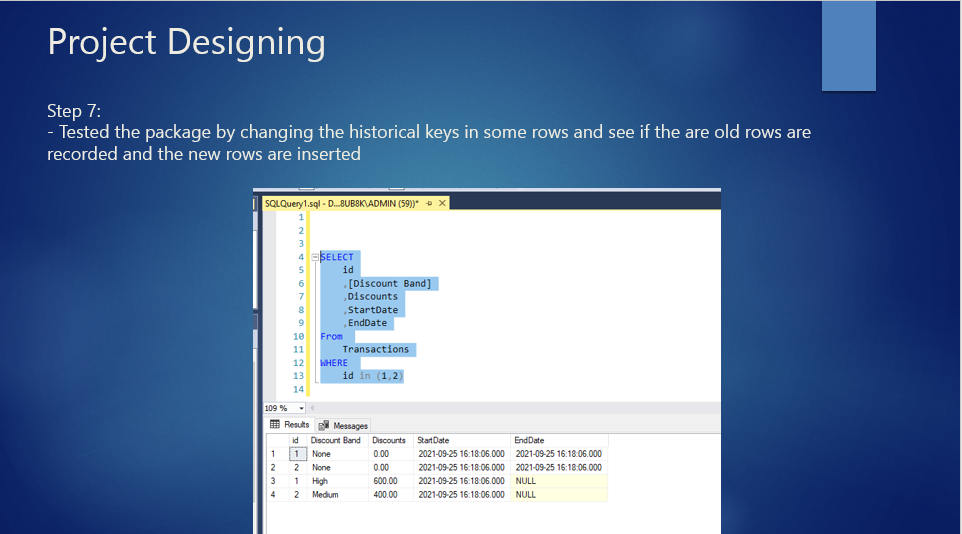 Project Designing
Step 7:
- Tested the package by changing the historical keys in some rows and see if the are old rows are
recorded and the new rows are inserted
SQLQuery1.sql - D...8UB8K\ADMIN (59))*
1
2
3
4 SELECT
5 id
6 ,[Discount Band]
7 ,Discounts
8 ,StartDate
9 ,EndDate
10 From
11 Transactions
12 WHERE
13 id in (1,2)
14
109 %
Results Messages
id Discount Band Discounts StartDate EndDate
1 1 None 0.00 2021-09-25 16:18:06.000 2021-09-25 16:18:06.000
2 2 None 0.00 2021-09-25 16:18:06.000 2021-09-25 16:18:06.000
3 1 High 600.00 2021-09-25 16:18:06.000 NULL
4 2 Medium 400.00 2021-09-25 16:18:06.000 NULL